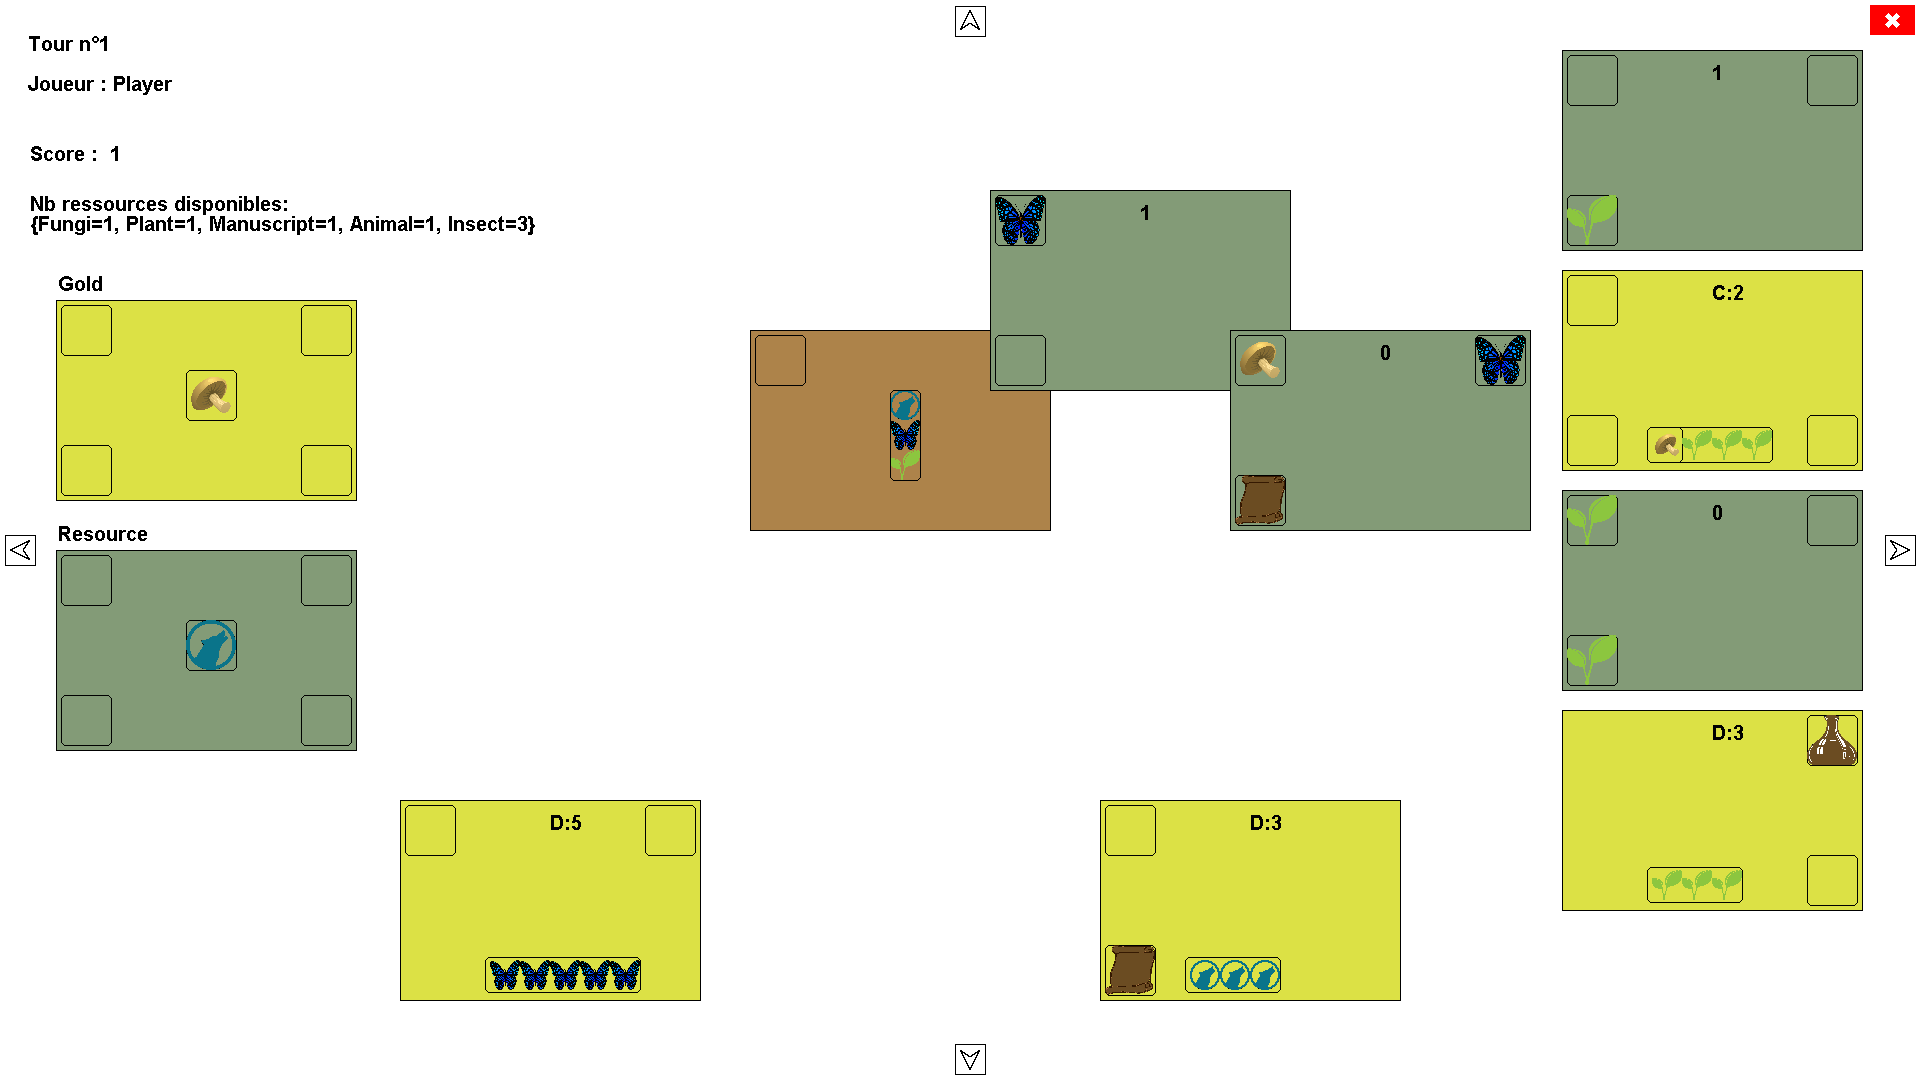 Tour n°1
Joueur : Player
Score : 1
Nb ressources disponibles:
{Fungi=1, Plant=1, Manuscript=1, Animal=1, Insect=3}
Gold
Resource
1
0
D:5
D:3
1
C:2
0
D:3